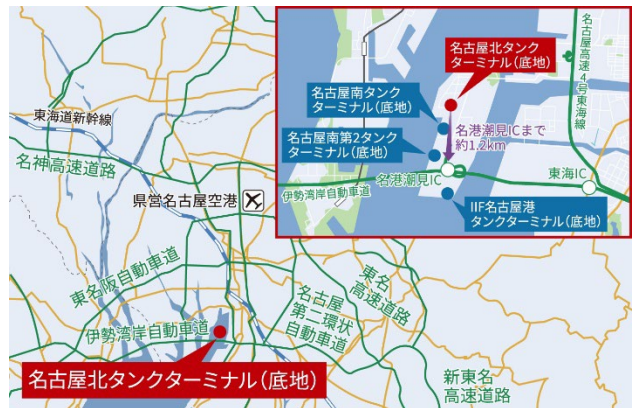 東海道新幹線
名神高速道路
県営名古屋空港
東名阪自動車道
伊勢湾岸自動車道
名古屋
第二環状
自動車道
東名
高速道路
新東名
高速道路
名古屋北タンクターミナル(底地)
名古屋北タンク
ターミナル(底地)
名古屋南タンク
ターミナル(底地)
名古屋南第2タンク
ターミナル(底地)
名港潮見ICまで
約1.2km
名古屋高速4号東海線
名港潮見IC
東海IC
伊勢湾岸自動車道
IIF名古屋港
タンクターミナル(底地)